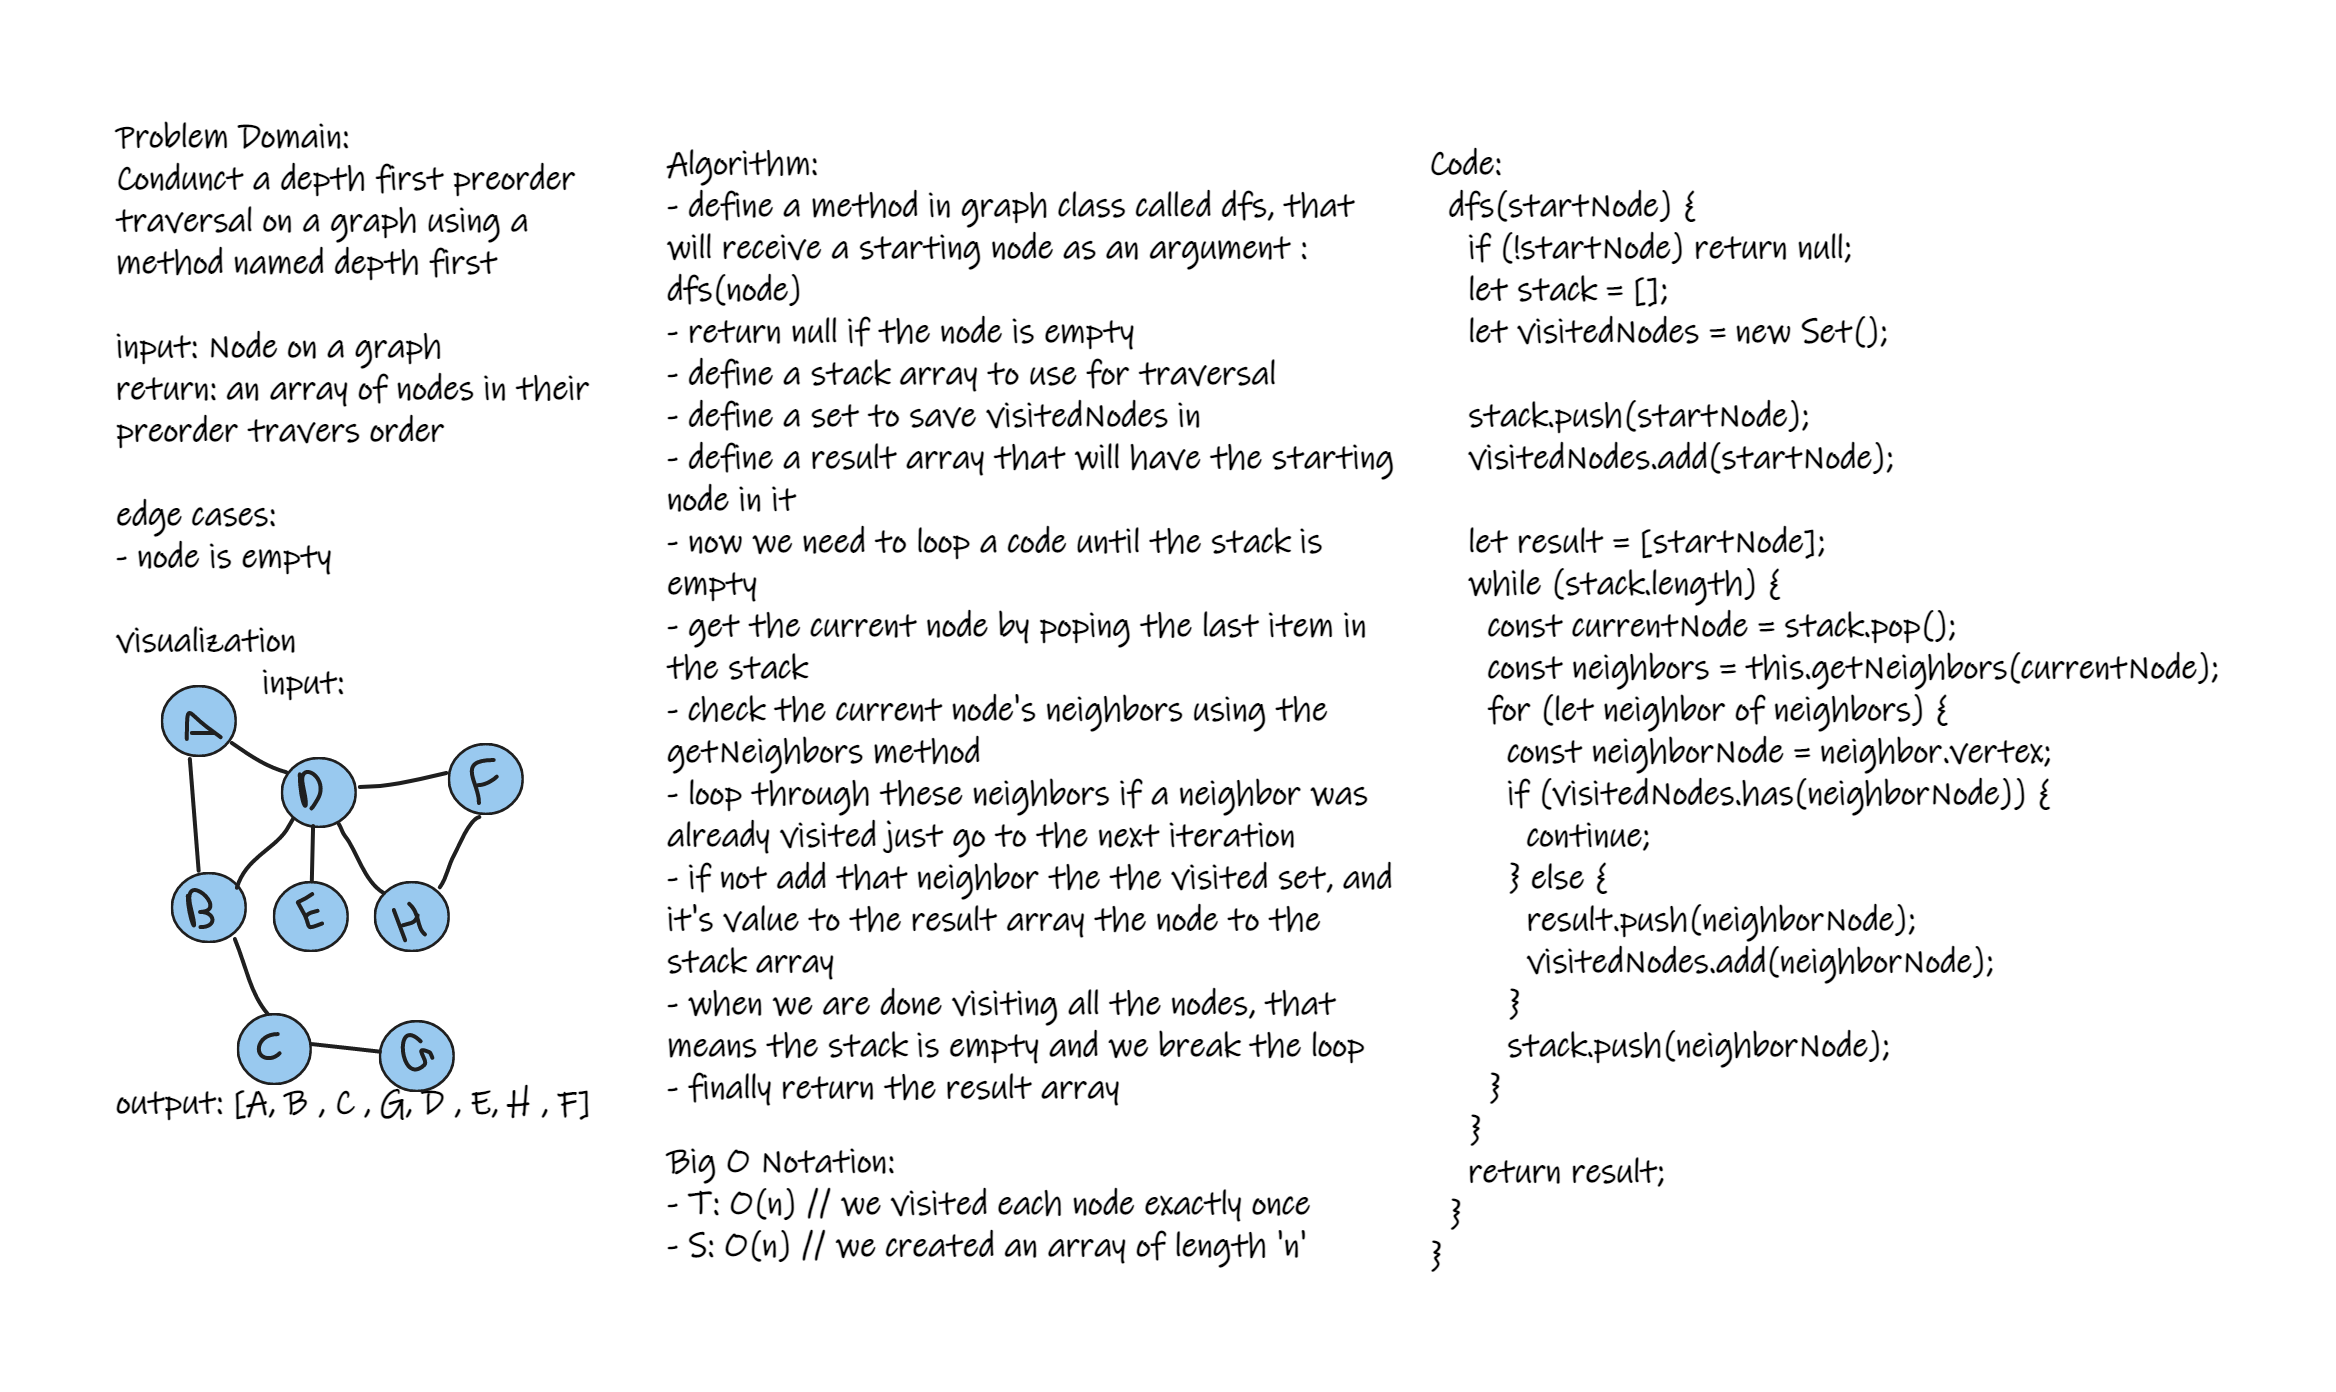 Problem Domain:
Condunct a depth first preorder
traversal on a graph using a
method named depth first
input: Node on a graph
return: an array of nodes in their
preorder travers order
edge cases:
- node is empty
visualization
input:
A
D
F
B
E
H
C
G
output: [A, B , C , G, D , E, H , F]
Algorithm:
- define a method in graph class called dfs, that
will receive a starting node as an argument :
dfs(node)
- return null if the node is empty
- define a stack array to use for traversal
- define a set to save visitedNodes in
- define a result array that will have the starting
node in it
- now we need to loop a code until the stack is
empty
- get the current node by poping the last item in
the stack
- check the current node's neighbors using the
getNeighbors method
- loop through these neighbors if a neighbor was
already visited just go to the next iteration
- if not add that neighbor the the visited set, and
it's value to the result array the node to the
stack array
- when we are done visiting all the nodes, that
means the stack is empty and we break the loop
- finally return the result array
Big O Notation:
- T: O(n) // we visited each node exactly once
- S: O(n) // we created an array of length 'n'
Code:
dfs(startNode) {
if (!startNode) return null;
let stack = [];
let visitedNodes = new Set();
stack.push(startNode);
visitedNodes.add(startNode);
let result = [startNode];
while (stack.length) {
const currentNode = stack.pop();
const neighbors = this.getNeighbors(currentNode);
for (let neighbor of neighbors) {
const neighborNode = neighbor.vertex;
if (visitedNodes.has(neighborNode)) {
continue;
} else {
result.push(neighborNode);
visitedNodes.add(neighborNode);
}
stack.push(neighborNode);
}
}
return result;
}
}